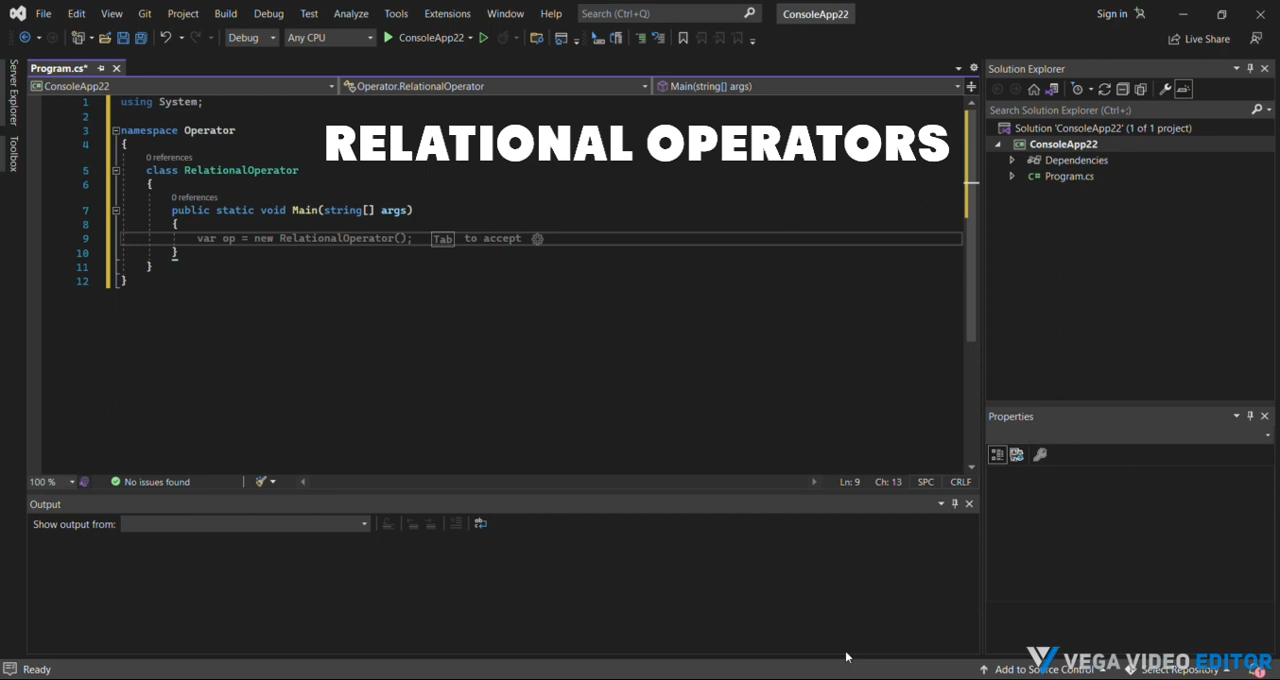 File Edit View Git Project Build Debug Test Analyze Tools Extensions Window Help Search (Ctrl+Q) ConsoleApp22 Sign in
Debug Any CPU ConsoleApp22 Live Share
Server Explorer
Toolbox
Program.cs*
ConsoleApp22 Operator.RelationalOperator Main(string[] args)
RELATIONAL OPERATORS
1 using System;
2
3 namespace Operator
4 {
0 references
5 class RelationalOperator
6 {
0 references
7 public static void Main(string[] args)
8 {
9 var op = new RelationalOperator(); Tab to accept
10 }
11 }
12 }
100 % No issues found Ln: 9 Ch: 13 SPC CRLF
Output
Show output from:
Solution Explorer
Search Solution Explorer (Ctrl+;)
Solution 'ConsoleApp22' (1 of 1 project)
ConsoleApp22
Dependencies
C# Program.cs
Properties
Ready
Add to Source Control Select Repository
VEGA VIDEO EDITOR